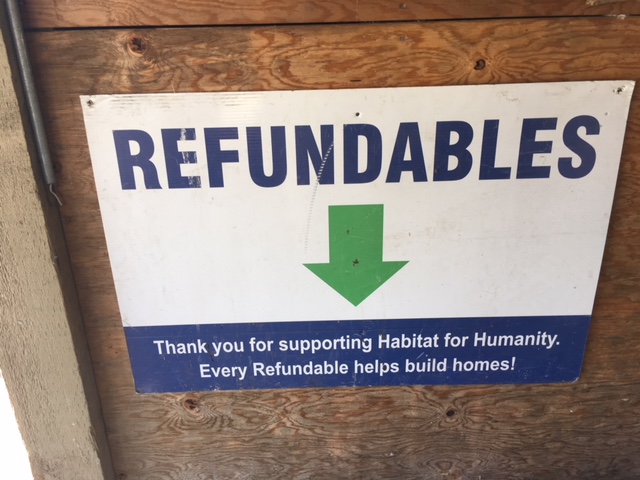 REFUNDABLES
Thank you for supporting Habitat for Humanity.
Every Refundable helps build homes!